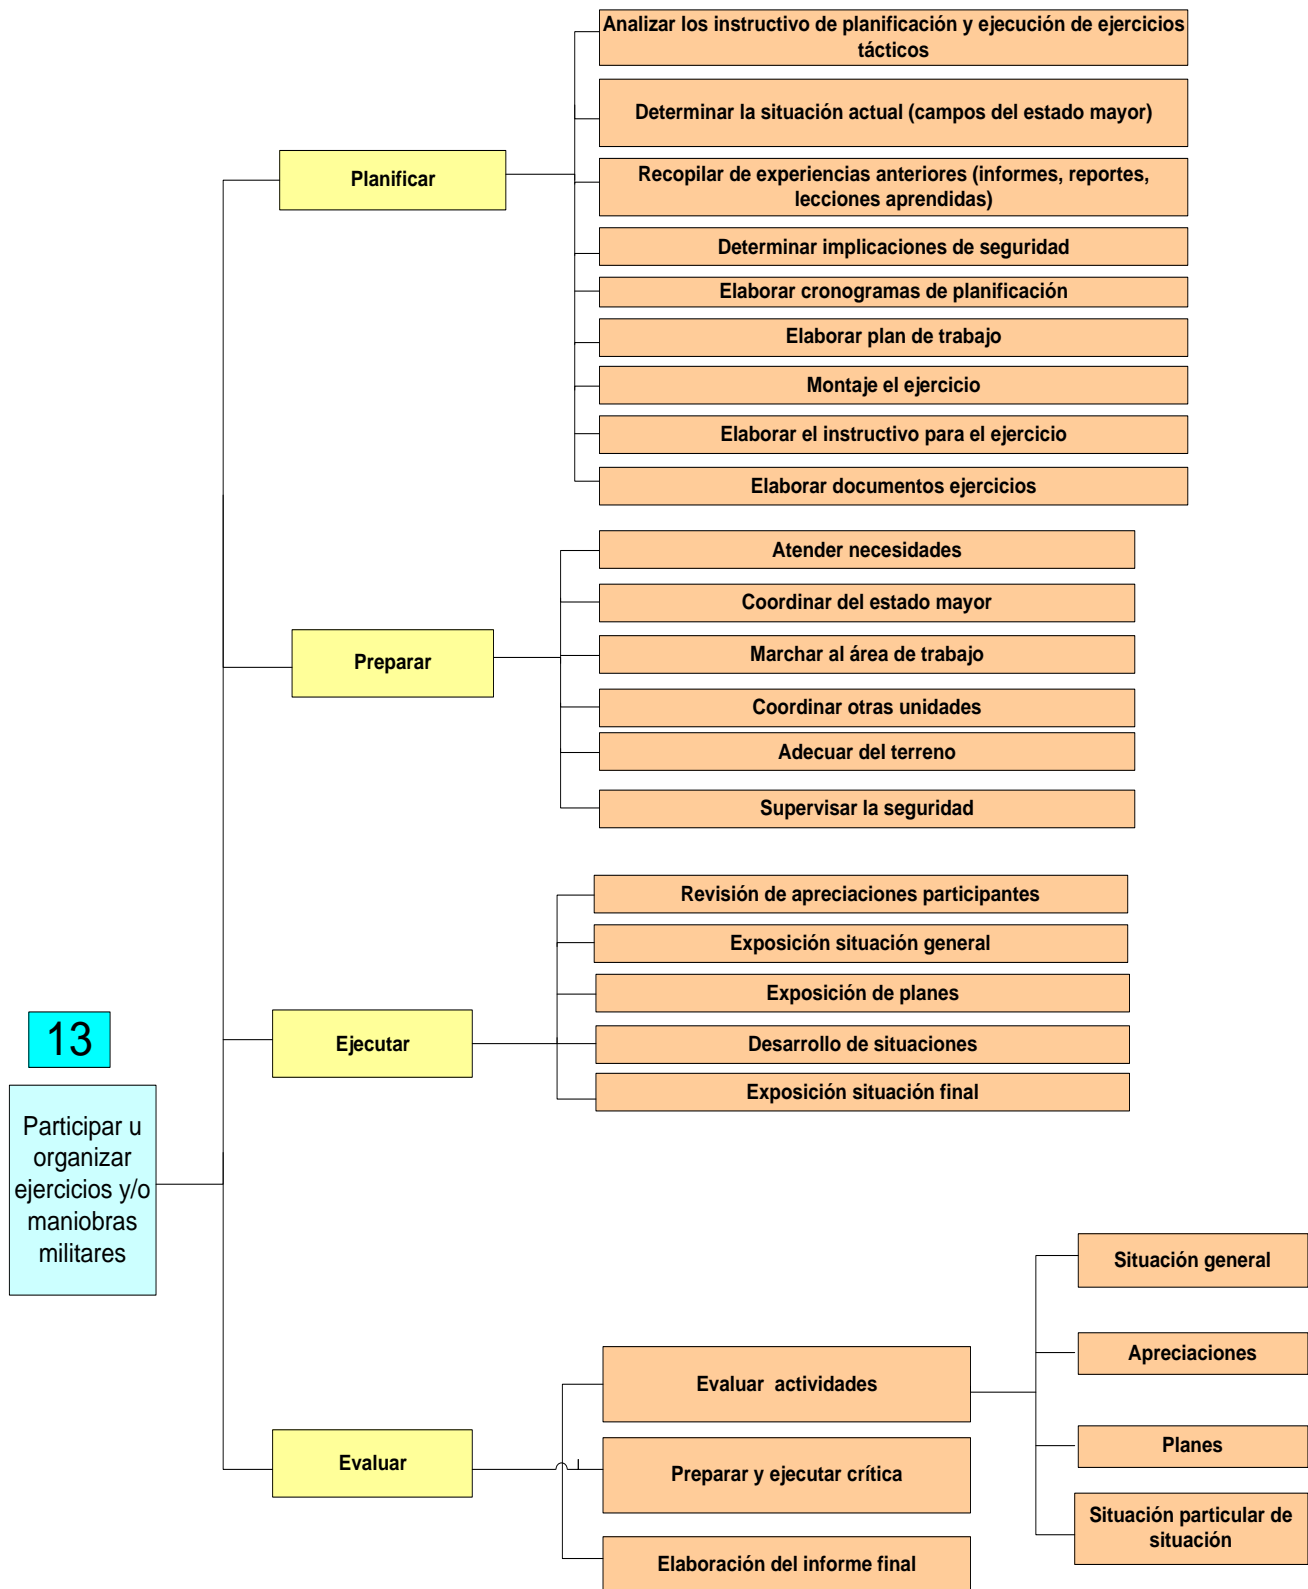 Analizar los instructivo de planificación y ejecución de ejercicios
tácticos
Determinar la situación actual (campos del estado mayor)
Planificar
Recopilar de experiencias anteriores (informes, reportes,
lecciones aprendidas)
Determinar implicaciones de seguridad
Elaborar cronogramas de planificación
Elaborar plan de trabajo
Montaje el ejercicio
Elaborar el instructivo para el ejercicio
Elaborar documentos ejercicios
Preparar
Atender necesidades
Coordinar del estado mayor
Marchar al área de trabajo
Coordinar otras unidades
Adecuar del terreno
Supervisar la seguridad
Ejecutar
Revisión de apreciaciones participantes
Exposición situación general
Exposición de planes
Desarrollo de situaciones
Exposición situación final
13
Participar u
organizar
ejercicios y/o
maniobras
militares
Evaluar
Evaluar actividades
Preparar y ejecutar crítica
Elaboración del informe final
Situación general
Apreciaciones
Planes
Situación particular de
situación